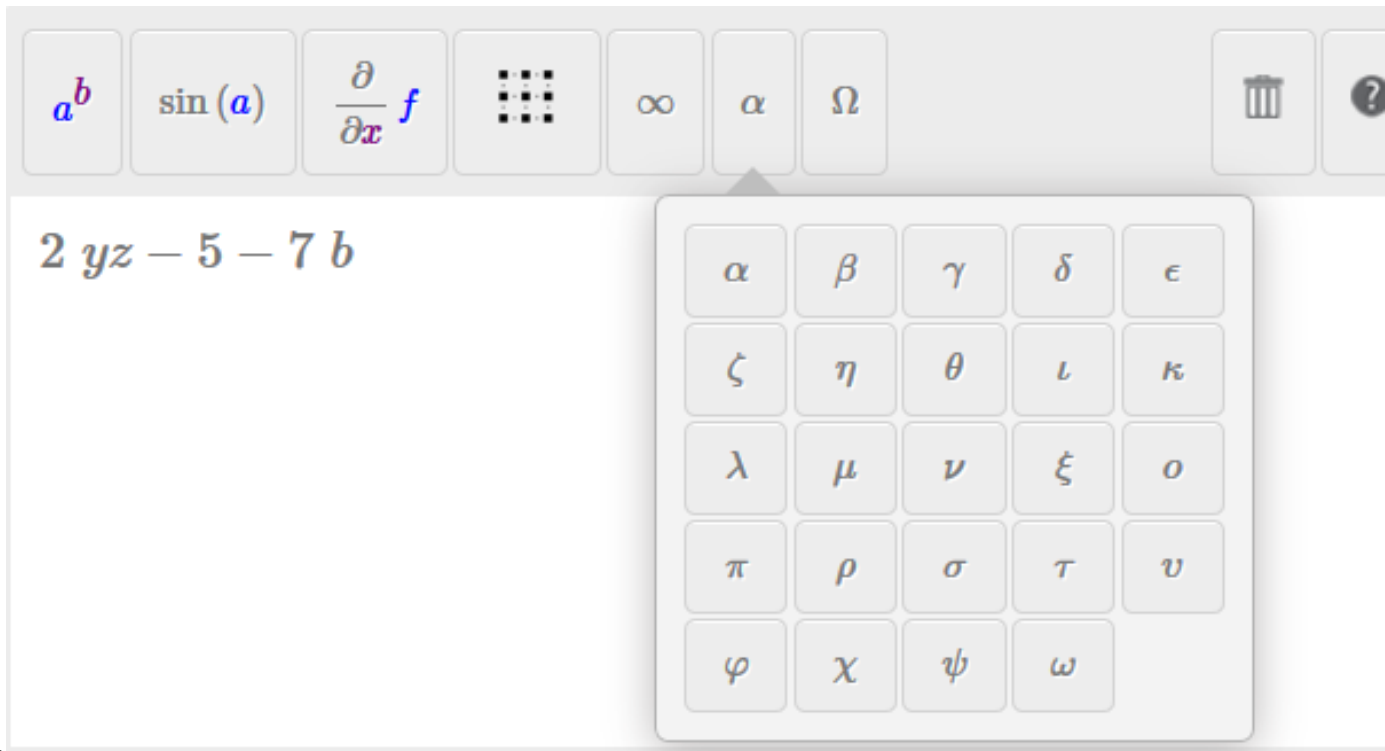 a^b sin (a) ∂/∂x f ∞ α Ω ?
2 yz − 5 − 7 b
α β γ δ ϵ
ζ η θ ι κ
λ μ ν ξ ο
π ρ σ τ υ
φ χ ψ ω